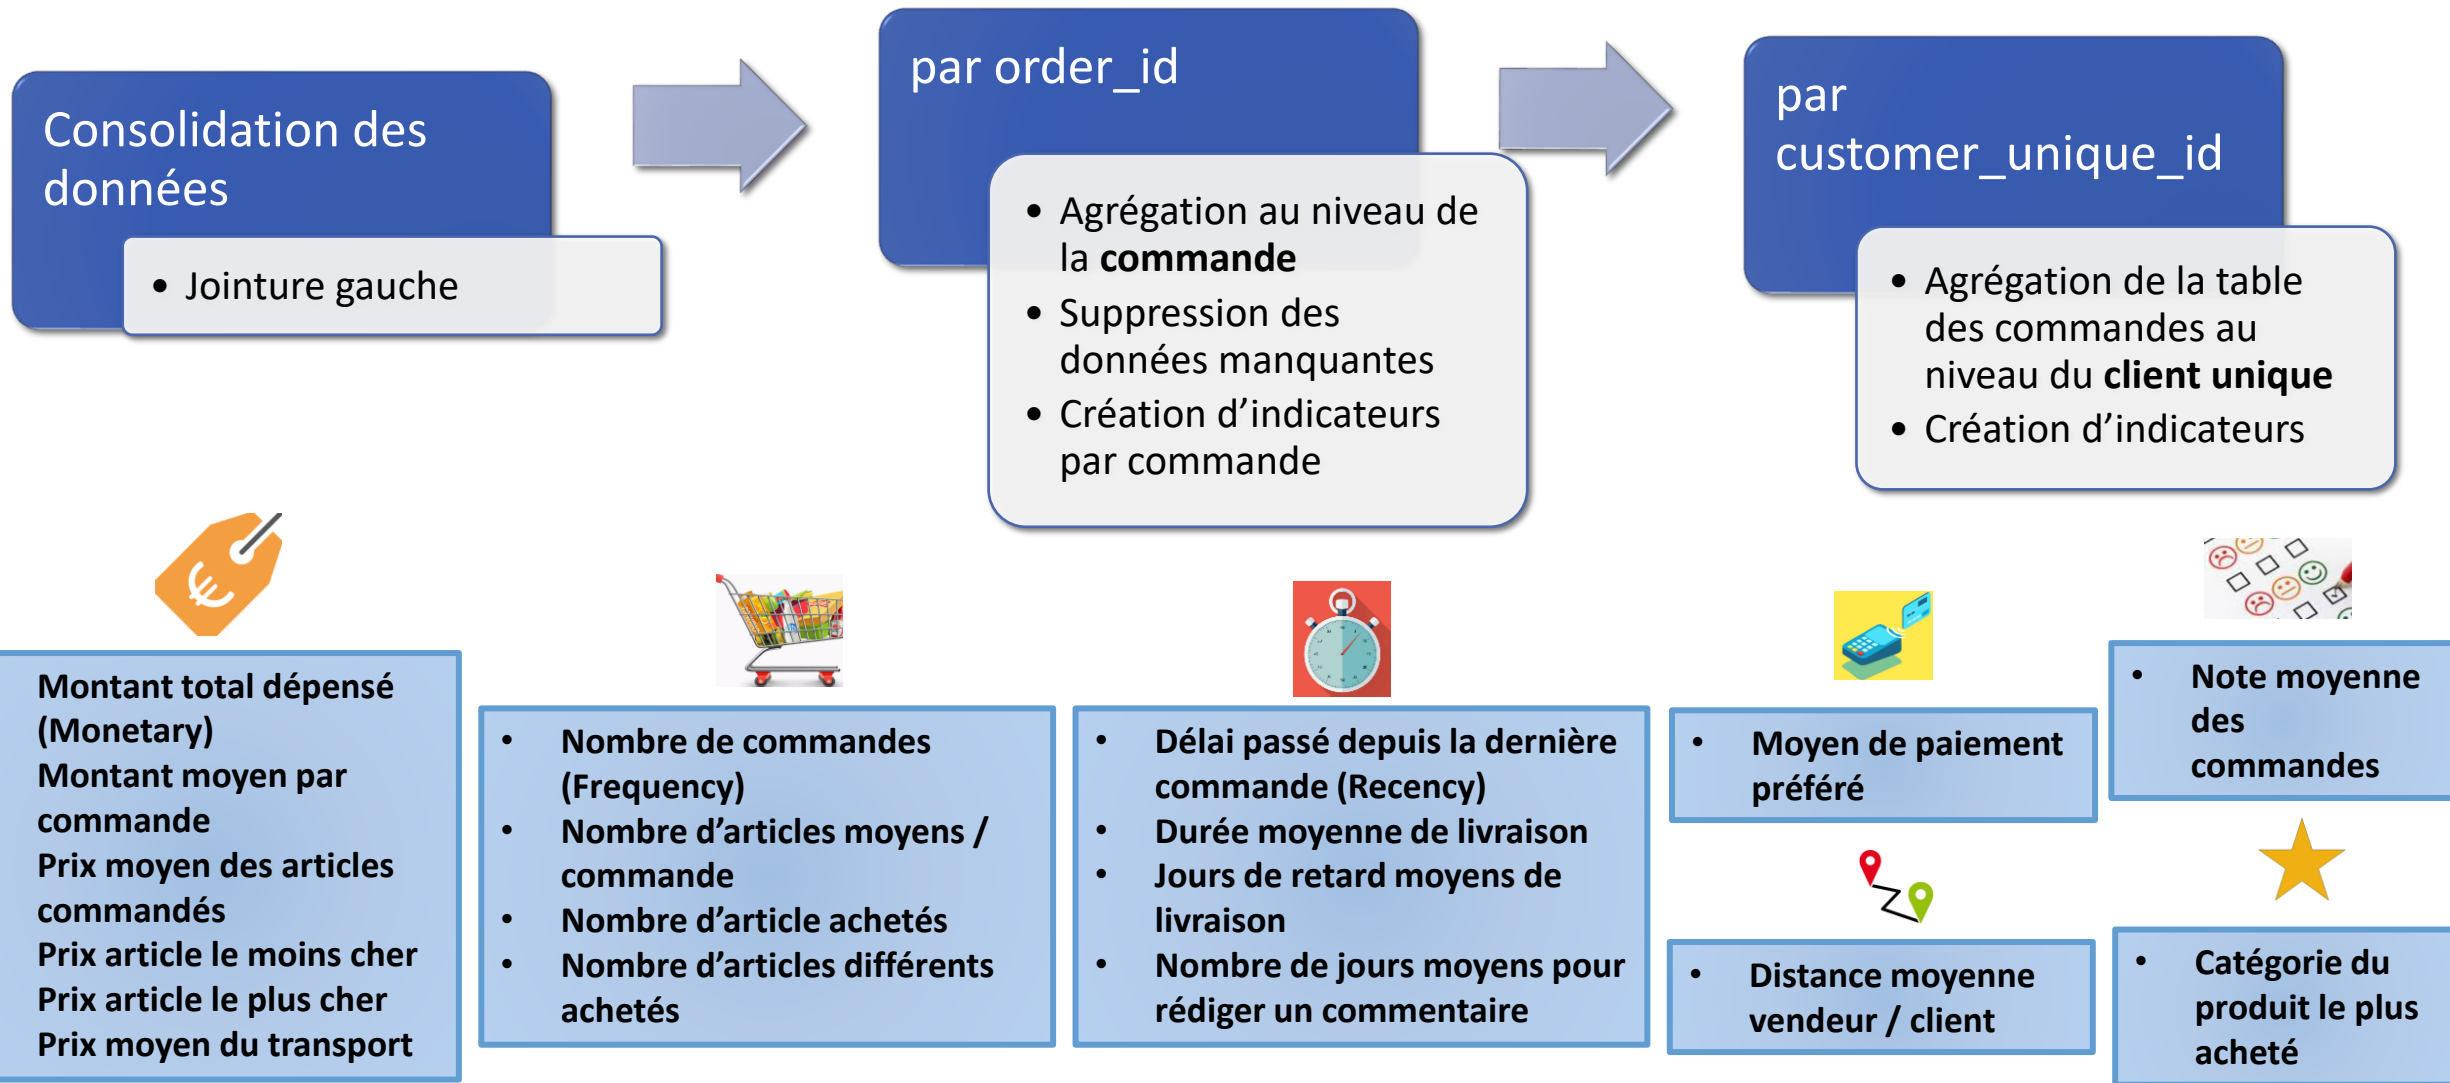 Consolidation des
données
• Jointure gauche
par order_id
• Agrégation au niveau de
la commande
• Suppression des
données manquantes
• Création d’indicateurs
par commande
par
customer_unique_id
• Agrégation de la table
des commandes au
niveau du client unique
• Création d’indicateurs
€
Montant total dépensé
(Monetary)
Montant moyen par
commande
Prix moyen des articles
commandés
Prix article le moins cher
Prix article le plus cher
Prix moyen du transport
• Nombre de commandes
(Frequency)
• Nombre d’articles moyens /
commande
• Nombre d’article achetés
• Nombre d’articles différents
achetés
• Délai passé depuis la dernière
commande (Recency)
• Durée moyenne de livraison
• Jours de retard moyens de
livraison
• Nombre de jours moyens pour
rédiger un commentaire
• Moyen de paiement
préféré
• Distance moyenne
vendeur / client
• Note moyenne
des
commandes
• Catégorie du
produit le plus
acheté